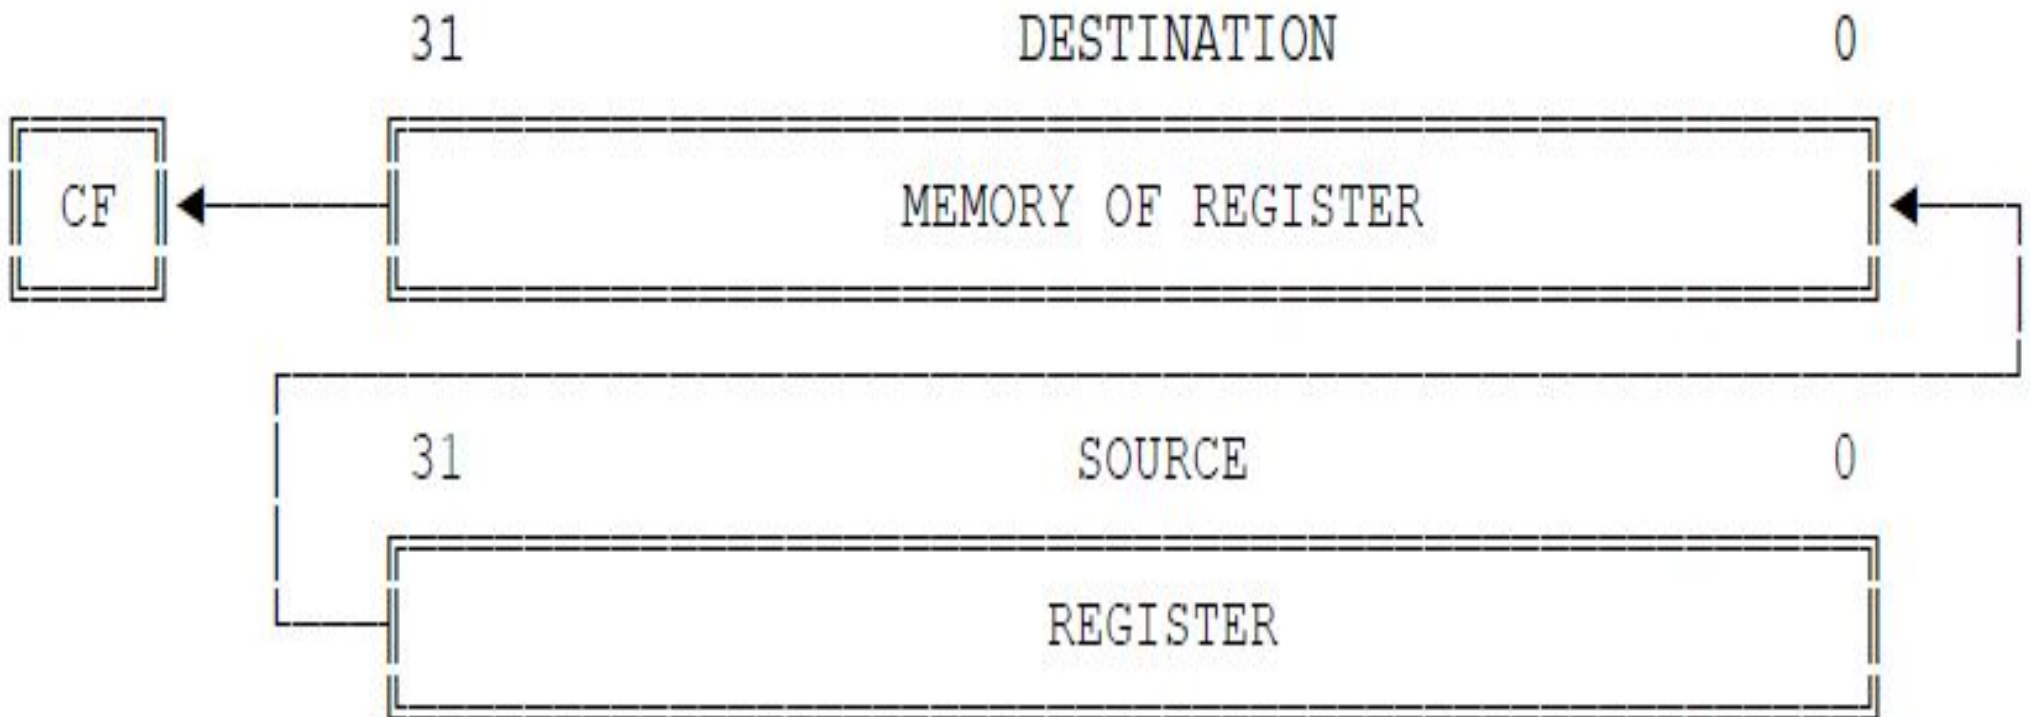 31 DESTINATION 0
CF MEMORY OF REGISTER
31 SOURCE 0
REGISTER